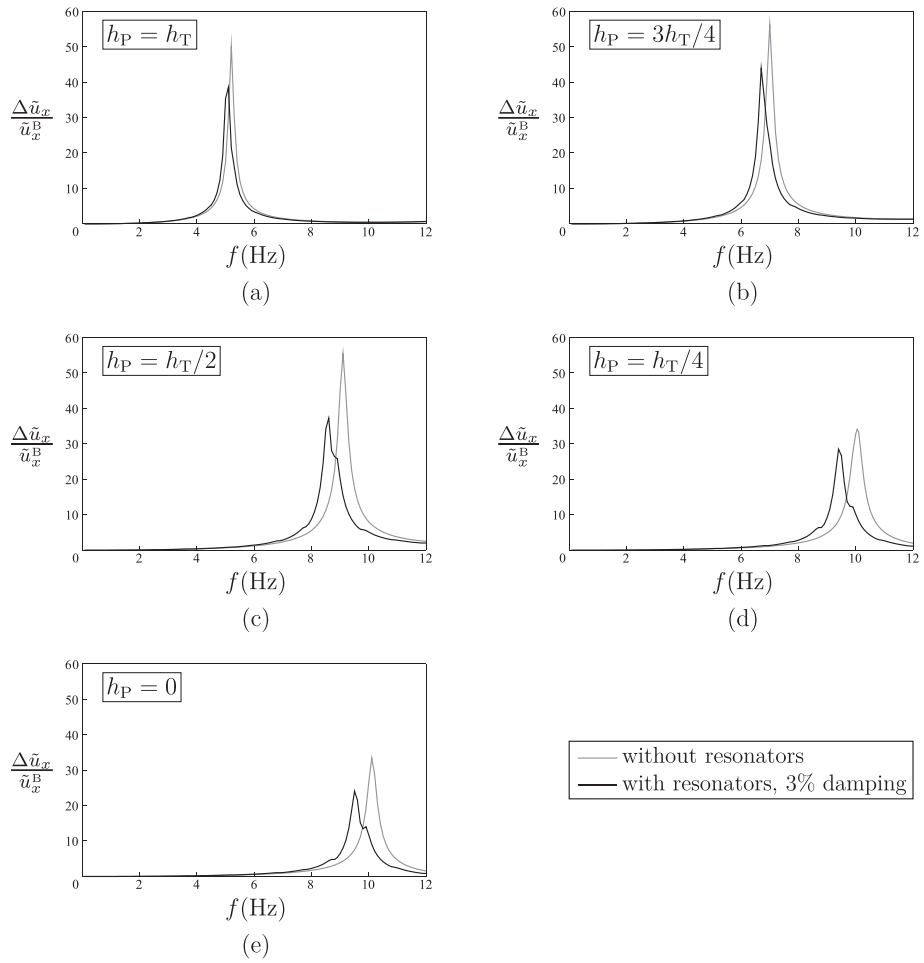 h_P = h_T
60
50
40
30
20
10
0
Δũ_x
ũ_x^B
2 4 6 8 10 12
f(Hz)
(a)
h_P = 3h_T/4
60
50
40
30
20
10
0
Δũ_x
ũ_x^B
2 4 6 8 10 12
f(Hz)
(b)
h_P = h_T/2
60
50
40
30
20
10
0
Δũ_x
ũ_x^B
2 4 6 8 10 12
f(Hz)
(c)
h_P = h_T/4
60
50
40
30
20
10
0
Δũ_x
ũ_x^B
2 4 6 8 10 12
f(Hz)
(d)
h_P = 0
60
50
40
30
20
10
0
Δũ_x
ũ_x^B
2 4 6 8 10 12
f(Hz)
(e)
without resonators
with resonators, 3% damping